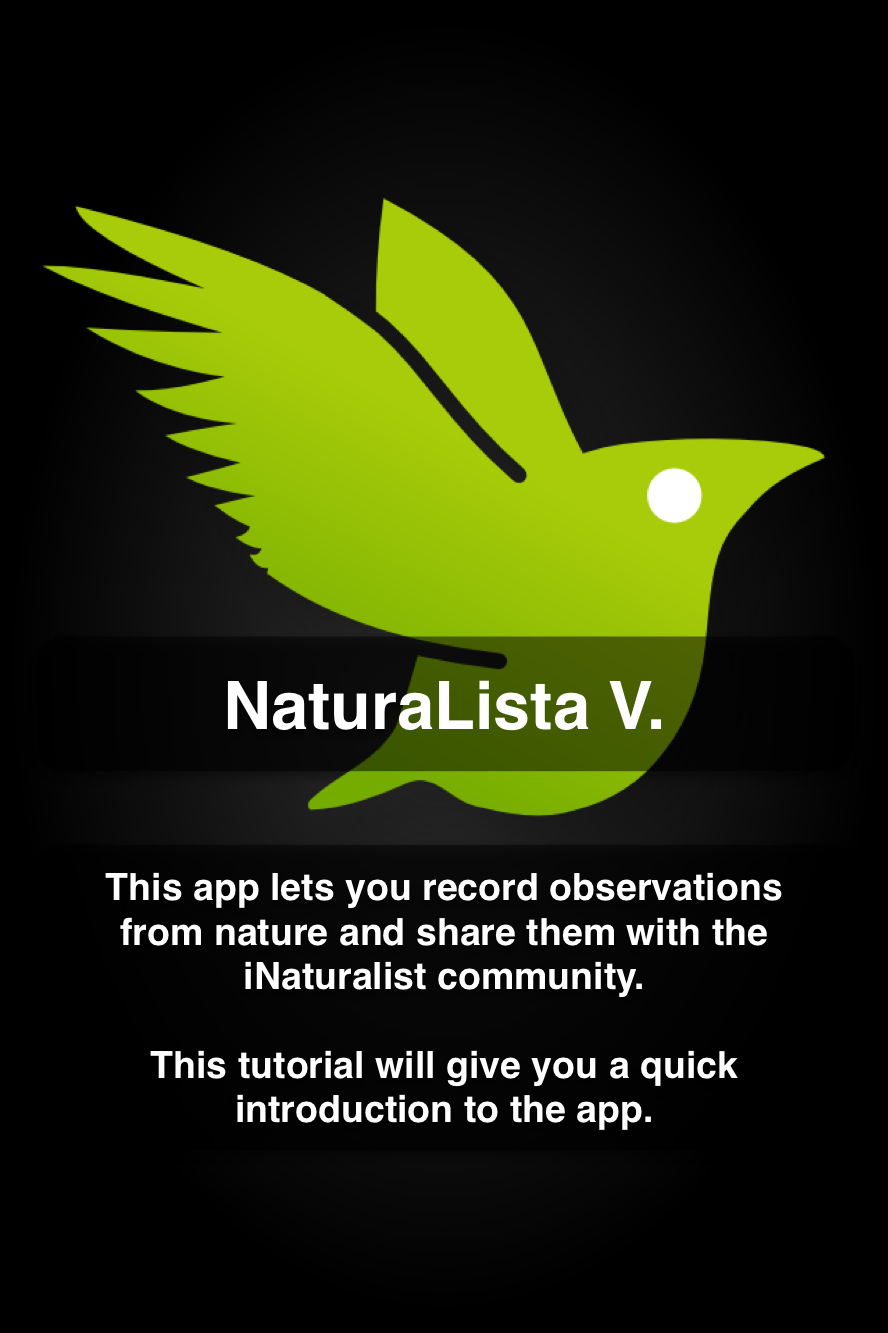 NaturaLista V.
This app lets you record observations
from nature and share them with the
iNaturalist community.
This tutorial will give you a quick
introduction to the app.